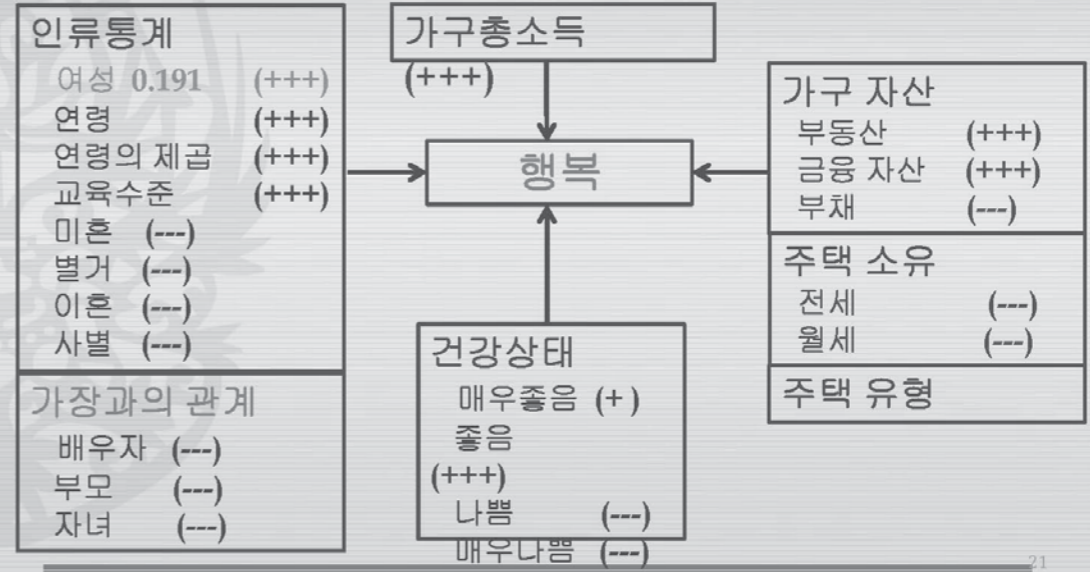 인류통계
여성 0.191 (+++)
연령 (+++)
연령의 제곱 (+++)
교육수준 (+++)
미혼 (---)
별거 (---)
이혼 (---)
사별 (---)
가장과의 관계
배우자 (---)
부모 (---)
자녀 (---)
가구총소득
(+++)
행복
건강상태
매우좋음 (+)
좋음
(+++)
나쁨 (---)
매우나쁨 (---)
가구 자산
부동산 (+++)
금융 자산 (+++)
부채 (---)
주택 소유
전세 (---)
월세 (---)
주택 유형
21